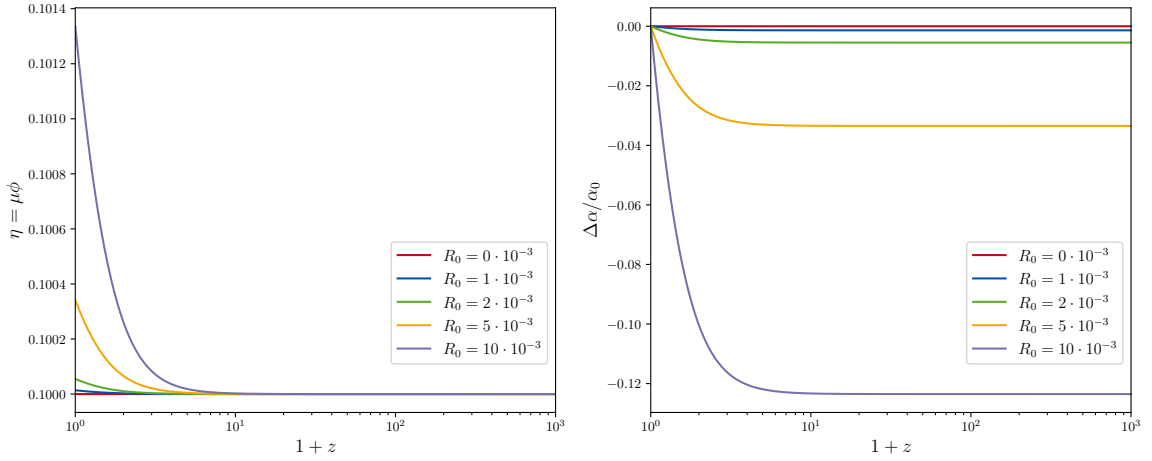 0.1014
0.1012
0.1010
0.1008
0.1006
0.1004
0.1002
0.1000
η = μϕ
10⁰
10¹
10²
10³
1 + z
R₀ = 0 · 10⁻³
R₀ = 1 · 10⁻³
R₀ = 2 · 10⁻³
R₀ = 5 · 10⁻³
R₀ = 10 · 10⁻³
0.00
−0.02
−0.04
−0.06
−0.08
−0.10
−0.12
Δα/α₀
10⁰
10¹
10²
10³
1 + z
R₀ = 0 · 10⁻³
R₀ = 1 · 10⁻³
R₀ = 2 · 10⁻³
R₀ = 5 · 10⁻³
R₀ = 10 · 10⁻³